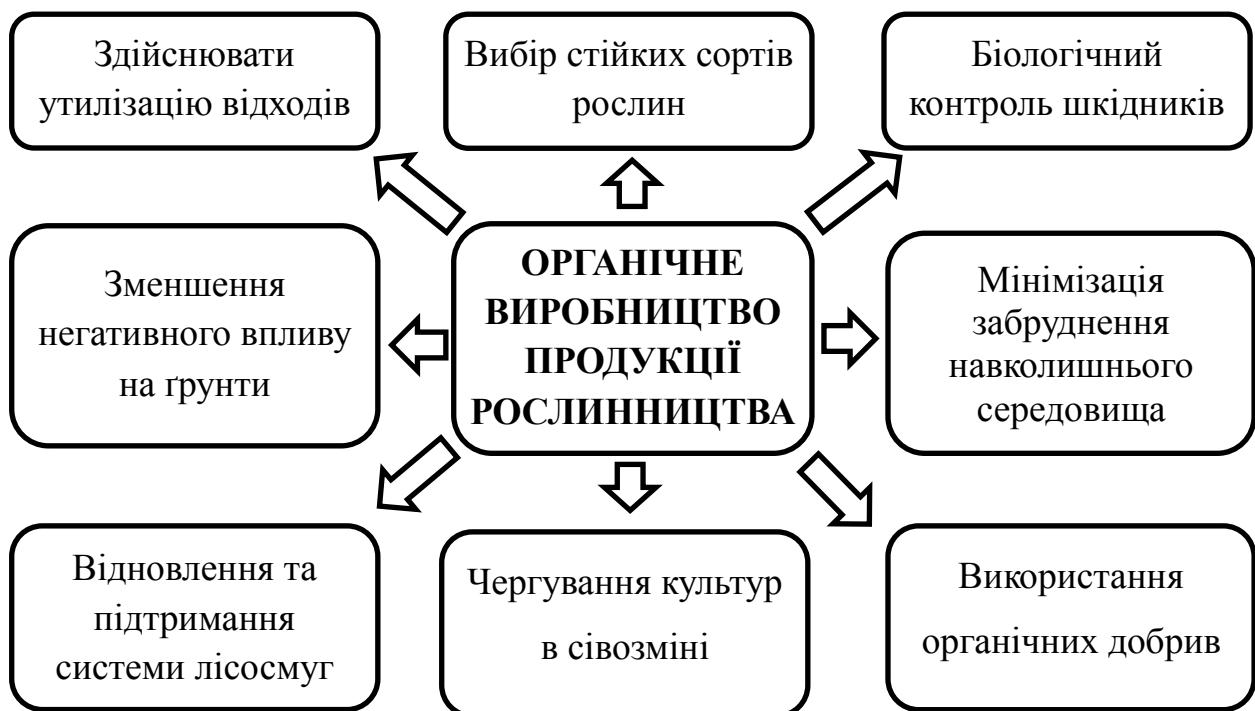 Здійснювати
утилізацію відходів
Вибір стійких сортів
рослин
Біологічний
контроль шкідників
Зменшення
негативного впливу
на ґрунти
ОРГАНІЧНЕ
ВИРОБНИЦТВО
ПРОДУКЦІЇ
РОСЛИННИЦТВА
Мінімізація
забруднення
навколишнього
середовища
Відновлення та
підтримання
системи лісосмуг
Чергування культур
в сівозміні
Використання
органічних добрив